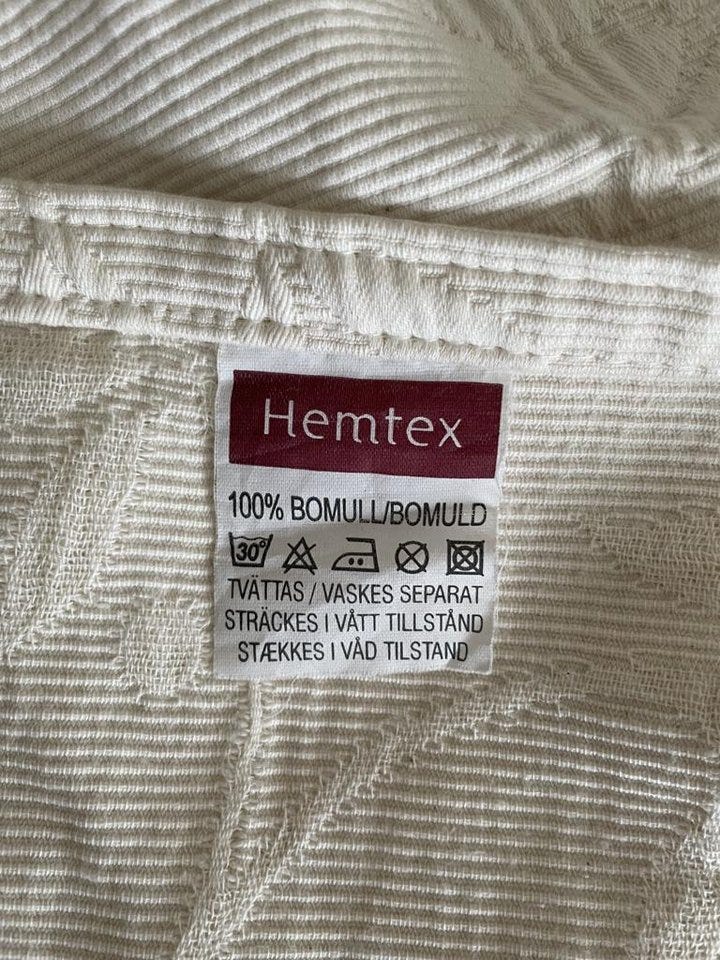 Hemtex
100% BOMULL/BOMULD
30°
TVÄTTAS / VASKES SEPARAT
STRÄCKES I VÅTT TILLSTÅND
STÆKKES I VÅD TILSTAND